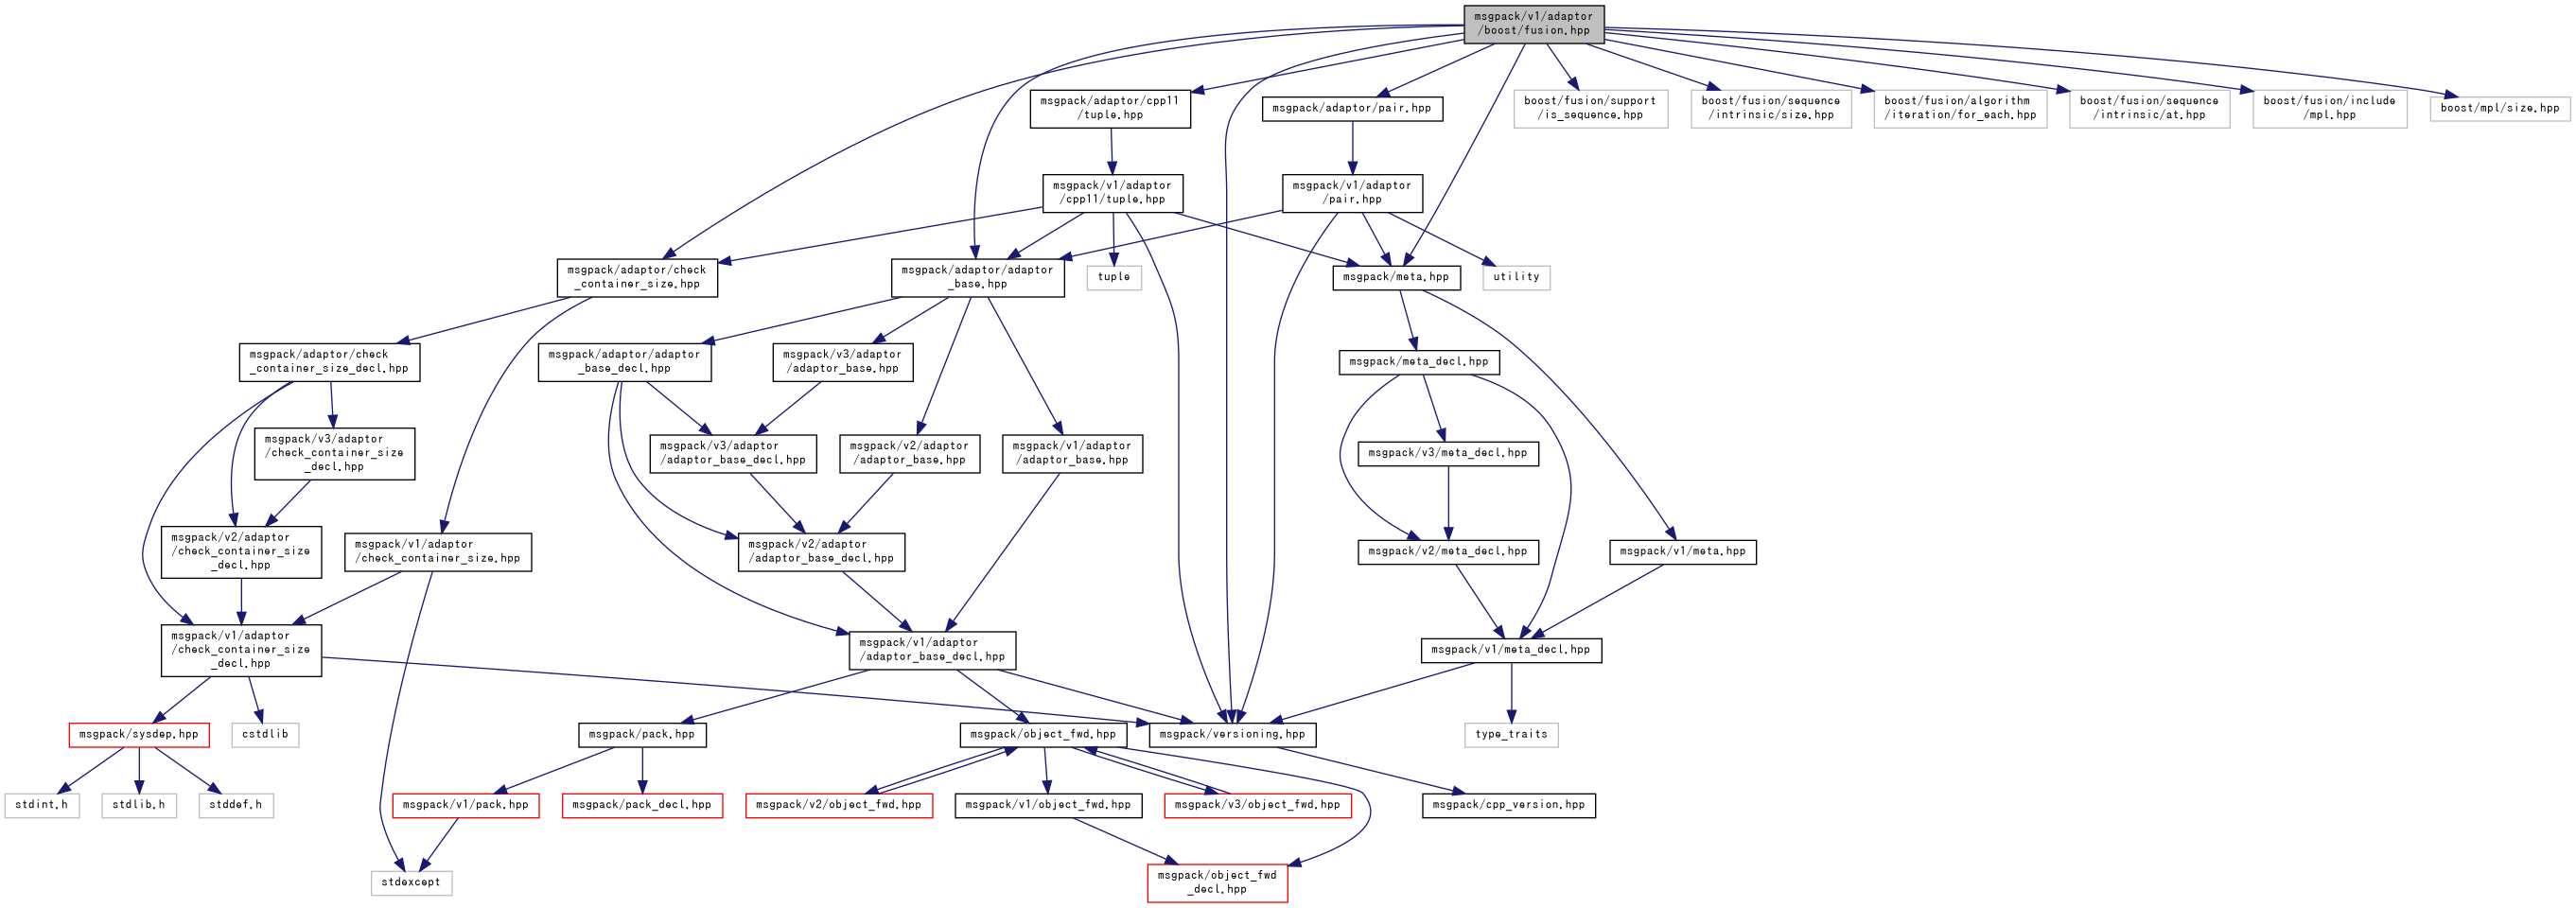 msgpack/v1/adaptor
/boost/fusion.hpp
msgpack/adaptor/cpp11
/tuple.hpp
msgpack/adaptor/pair.hpp
boost/fusion/support
/is_sequence.hpp
boost/fusion/sequence
/intrinsic/size.hpp
boost/fusion/algorithm
/iteration/for_each.hpp
boost/fusion/sequence
/intrinsic/at.hpp
boost/fusion/include
/mpl.hpp
boost/mpl/size.hpp
msgpack/v1/adaptor
/cpp11/tuple.hpp
msgpack/v1/adaptor
/pair.hpp
msgpack/adaptor/check
_container_size.hpp
msgpack/adaptor/adaptor
_base.hpp
tuple
msgpack/meta.hpp
utility
msgpack/adaptor/check
_container_size_decl.hpp
msgpack/adaptor/adaptor
_base_decl.hpp
msgpack/v3/adaptor
/adaptor_base.hpp
msgpack/meta_decl.hpp
msgpack/v3/adaptor
/check_container_size
_decl.hpp
msgpack/v3/adaptor
/adaptor_base_decl.hpp
msgpack/v2/adaptor
/adaptor_base.hpp
msgpack/v1/adaptor
/adaptor_base.hpp
msgpack/v3/meta_decl.hpp
msgpack/v2/adaptor
/check_container_size
_decl.hpp
msgpack/v1/adaptor
/check_container_size.hpp
msgpack/v2/adaptor
/adaptor_base_decl.hpp
msgpack/v2/meta_decl.hpp
msgpack/v1/meta.hpp
msgpack/v1/adaptor
/check_container_size
_decl.hpp
msgpack/v1/adaptor
/adaptor_base_decl.hpp
msgpack/v1/meta_decl.hpp
msgpack/sysdep.hpp
cstdlib
msgpack/pack.hpp
msgpack/object_fwd.hpp
msgpack/versioning.hpp
type_traits
stdint.h
stdlib.h
stddef.h
msgpack/v1/pack.hpp
msgpack/pack_decl.hpp
msgpack/v2/object_fwd.hpp
msgpack/v1/object_fwd.hpp
msgpack/v3/object_fwd.hpp
msgpack/cpp_version.hpp
stdexcept
msgpack/object_fwd
_decl.hpp